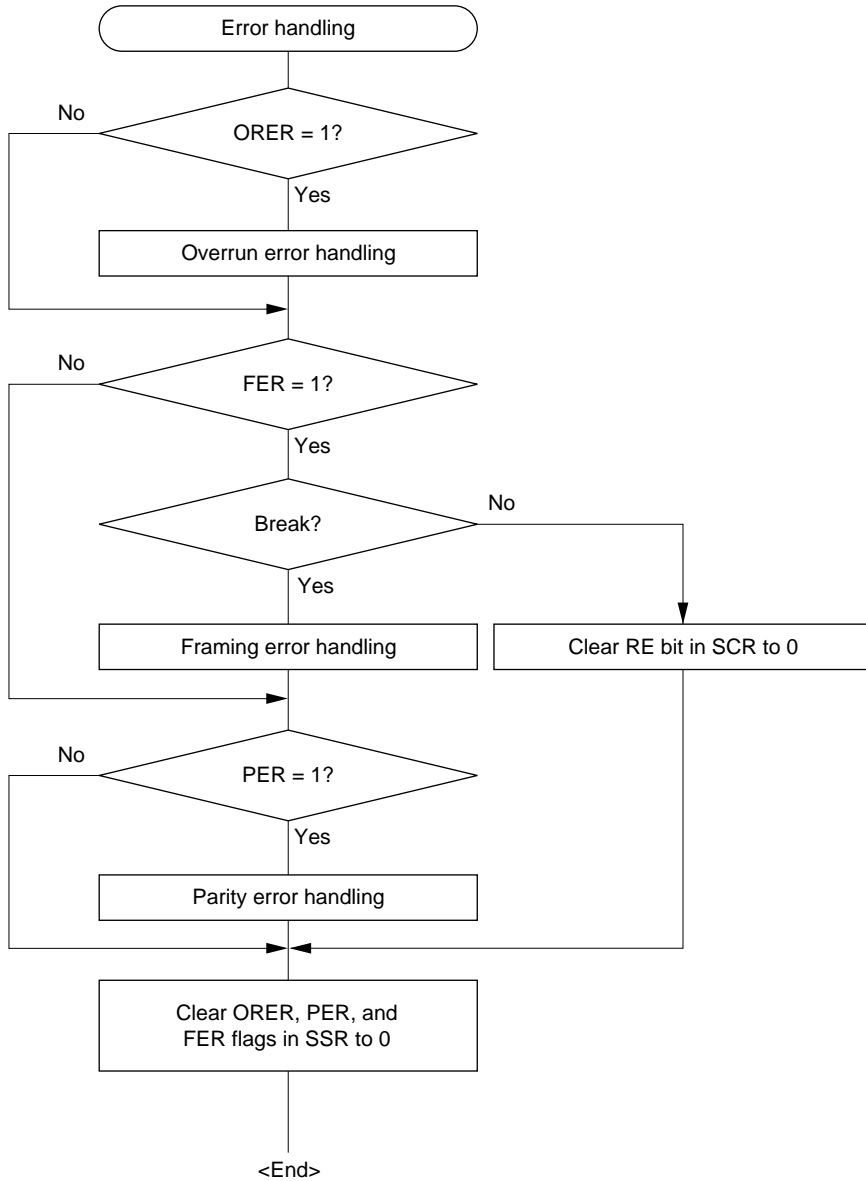 Error handling
No
ORER = 1?
Yes
Overrun error handling
No
FER = 1?
Yes
Break?
No
Yes
Framing error handling
Clear RE bit in SCR to 0
No
PER = 1?
Yes
Parity error handling
Clear ORER, PER, and
FER flags in SSR to 0
<End>